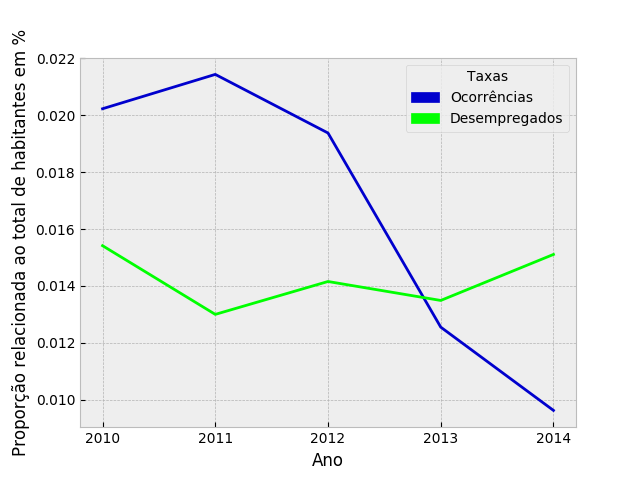 Proporção relacionada ao total de habitantes em %
0.022
0.020
0.018
0.016
0.014
0.012
0.010
Taxas
Ocorrências
Desempregados
2010 2011 2012 2013 2014
Ano